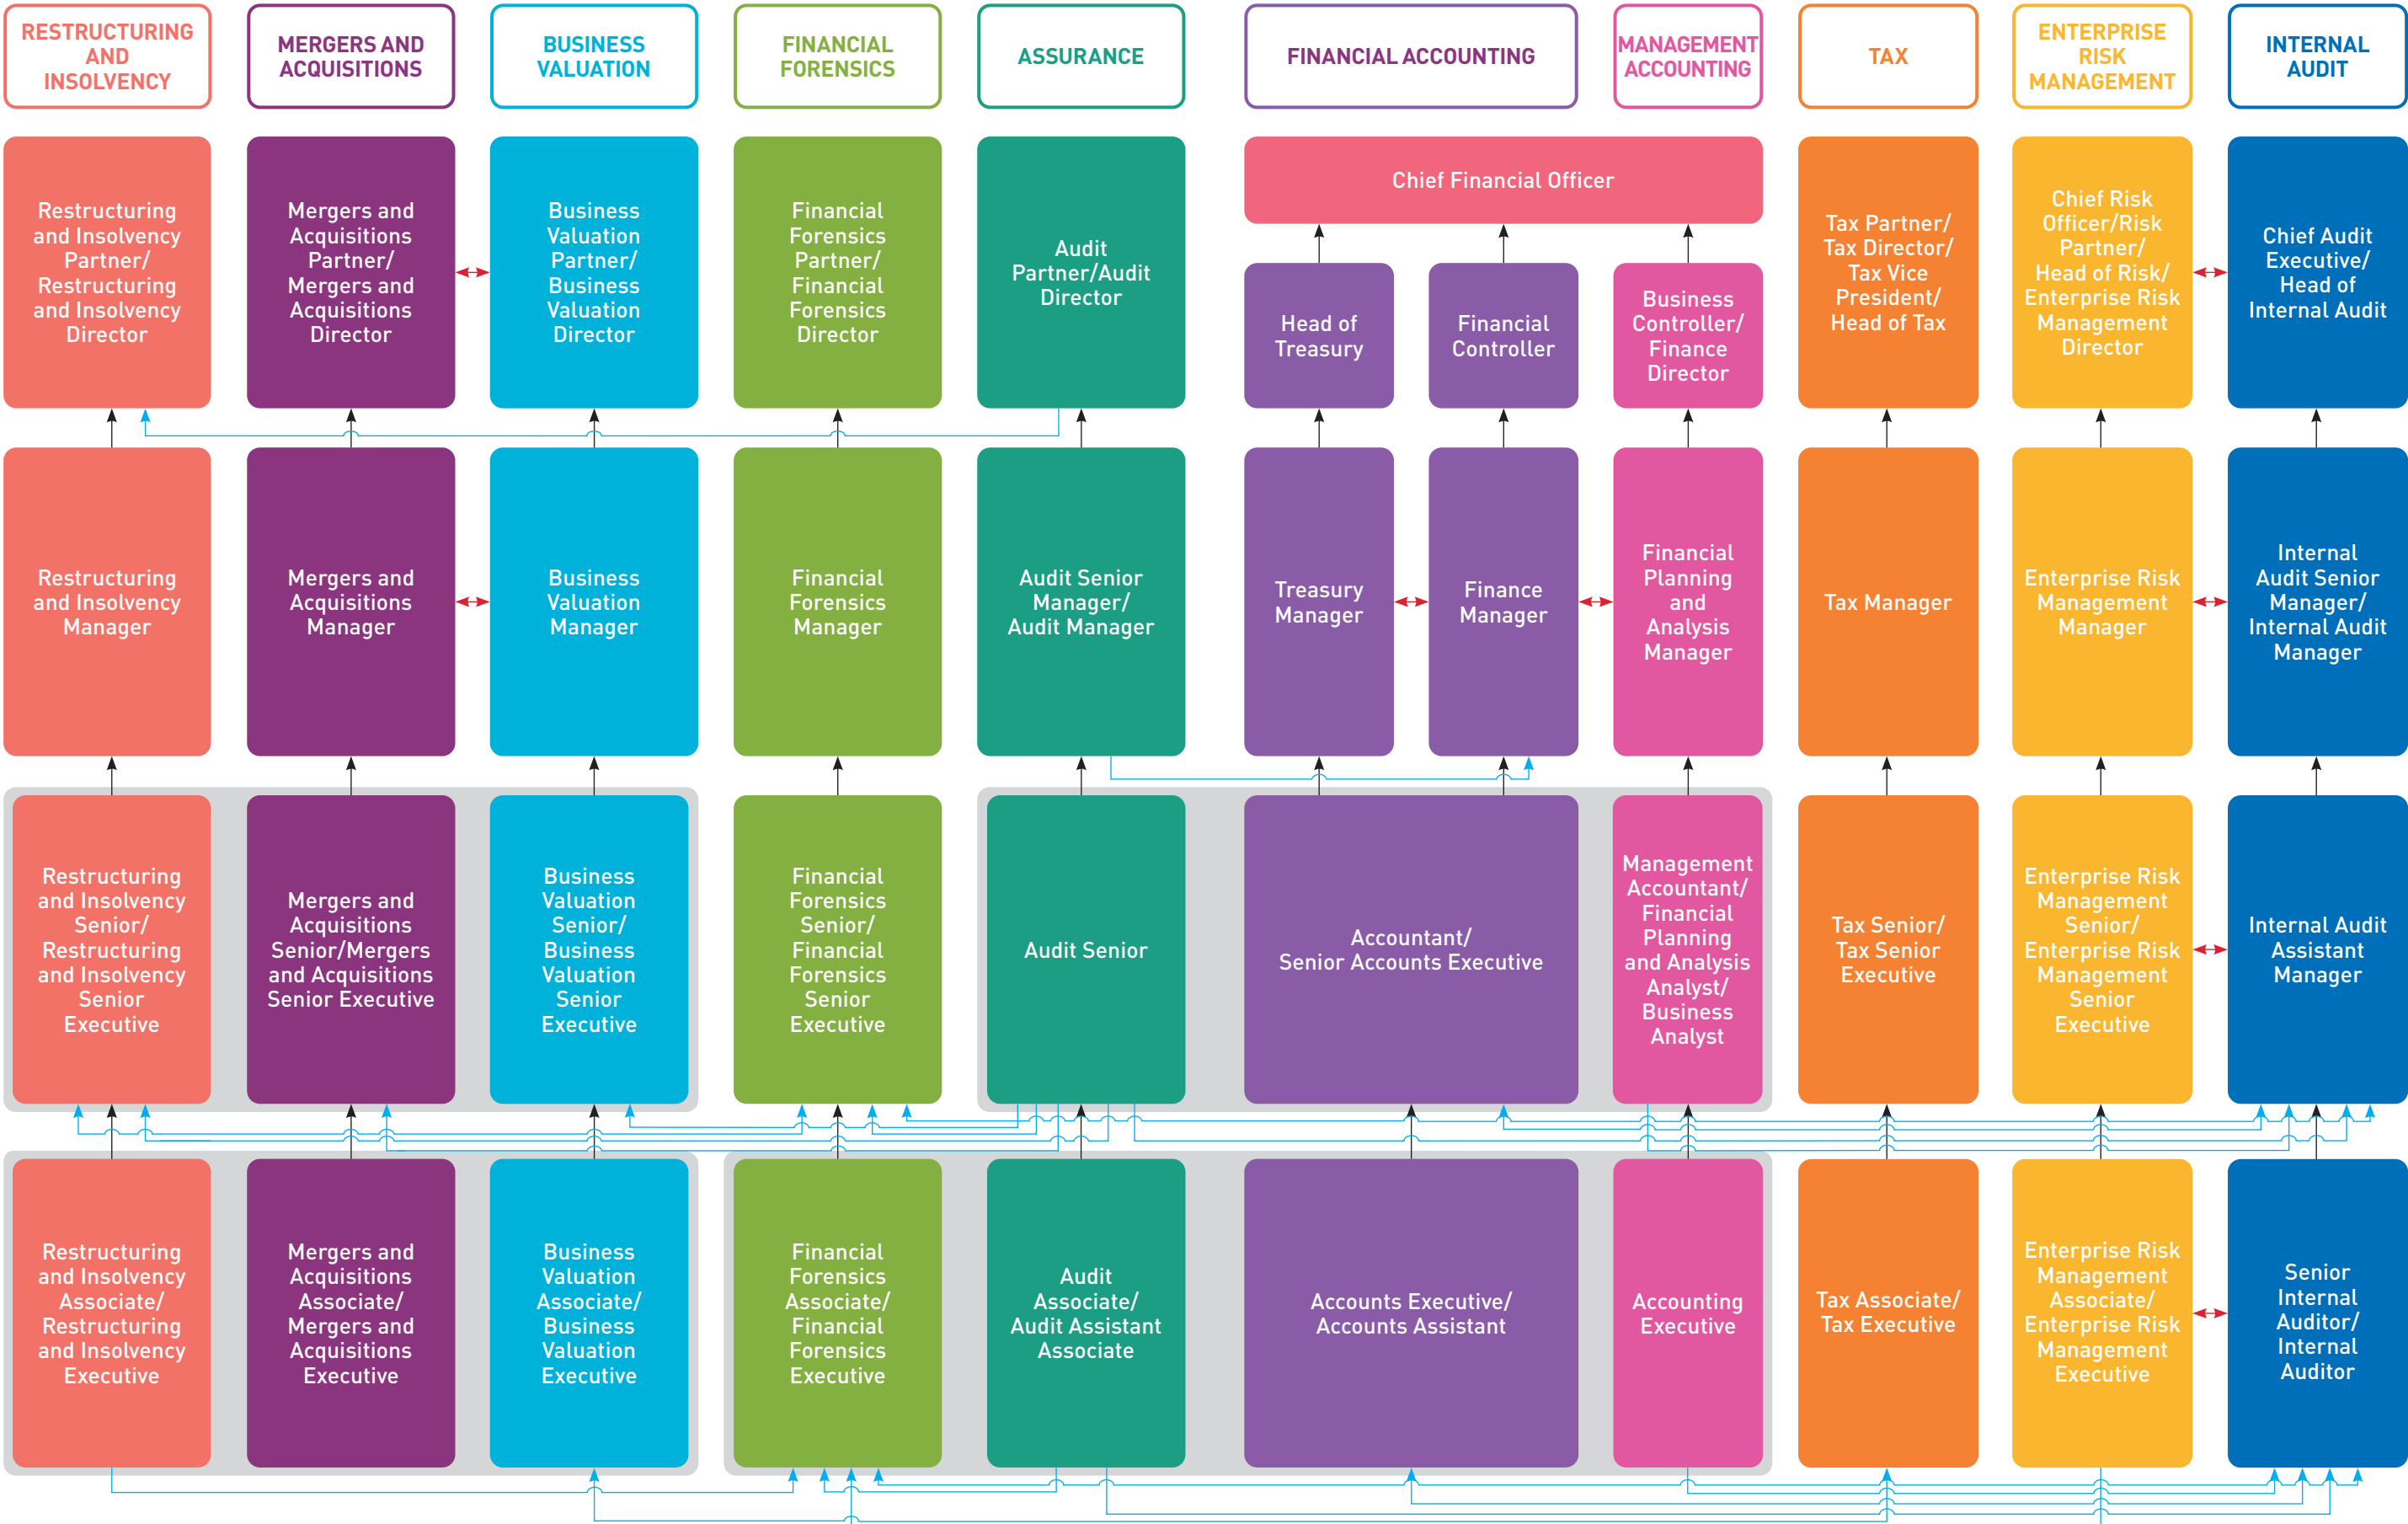 RESTRUCTURING
AND
INSOLVENCY
MERGERS AND
ACQUISITIONS
BUSINESS
VALUATION
FINANCIAL
FORENSICS
ASSURANCE
FINANCIAL ACCOUNTING
MANAGEMENT
ACCOUNTING
TAX
ENTERPRISE
RISK
MANAGEMENT
INTERNAL
AUDIT
Restructuring
and Insolvency
Partner/
Restructuring
and Insolvency
Director
Mergers and
Acquisitions
Partner/
Mergers and
Acquisitions
Director
Business
Valuation
Partner/
Business
Valuation
Director
Financial
Forensics
Partner/
Financial
Forensics
Director
Audit
Partner/Audit
Director
Chief Financial Officer
Head of
Treasury
Financial
Controller
Business
Controller/
Finance
Director
Tax Partner/
Tax Director/
Tax Vice
President/
Head of Tax
Chief Risk
Officer/Risk
Partner/
Head of Risk/
Enterprise Risk
Management
Director
Chief Audit
Executive/
Head of
Internal Audit
Restructuring
and Insolvency
Manager
Mergers and
Acquisitions
Manager
Business
Valuation
Manager
Financial
Forensics
Manager
Audit Senior
Manager/
Audit Manager
Treasury
Manager
Finance
Manager
Financial
Planning
and
Analysis
Manager
Tax Manager
Enterprise Risk
Management
Manager
Internal
Audit Senior
Manager/
Internal Audit
Manager
Restructuring
and Insolvency
Senior/
Restructuring
and Insolvency
Senior
Executive
Mergers and
Acquisitions
Senior/Mergers
and Acquisitions
Senior Executive
Business
Valuation
Senior/
Business
Valuation
Senior
Executive
Financial
Forensics
Senior/
Financial
Forensics
Senior
Executive
Audit Senior
Accountant/
Senior Accounts Executive
Management
Accountant/
Financial
Planning
and Analysis
Analyst/
Business
Analyst
Tax Senior/
Tax Senior
Executive
Enterprise Risk
Management
Senior/
Enterprise Risk
Management
Senior
Executive
Internal Audit
Assistant
Manager
Restructuring
and Insolvency
Associate/
Restructuring
and Insolvency
Executive
Mergers and
Acquisitions
Associate/
Mergers and
Acquisitions
Executive
Business
Valuation
Associate/
Business
Valuation
Executive
Financial
Forensics
Associate/
Financial
Forensics
Executive
Audit
Associate/
Audit Assistant
Associate
Accounts Executive/
Accounts Assistant
Accounting
Executive
Tax Associate/
Tax Executive
Enterprise Risk
Management
Associate/
Enterprise Risk
Management
Executive
Senior
Internal
Auditor/
Internal
Auditor